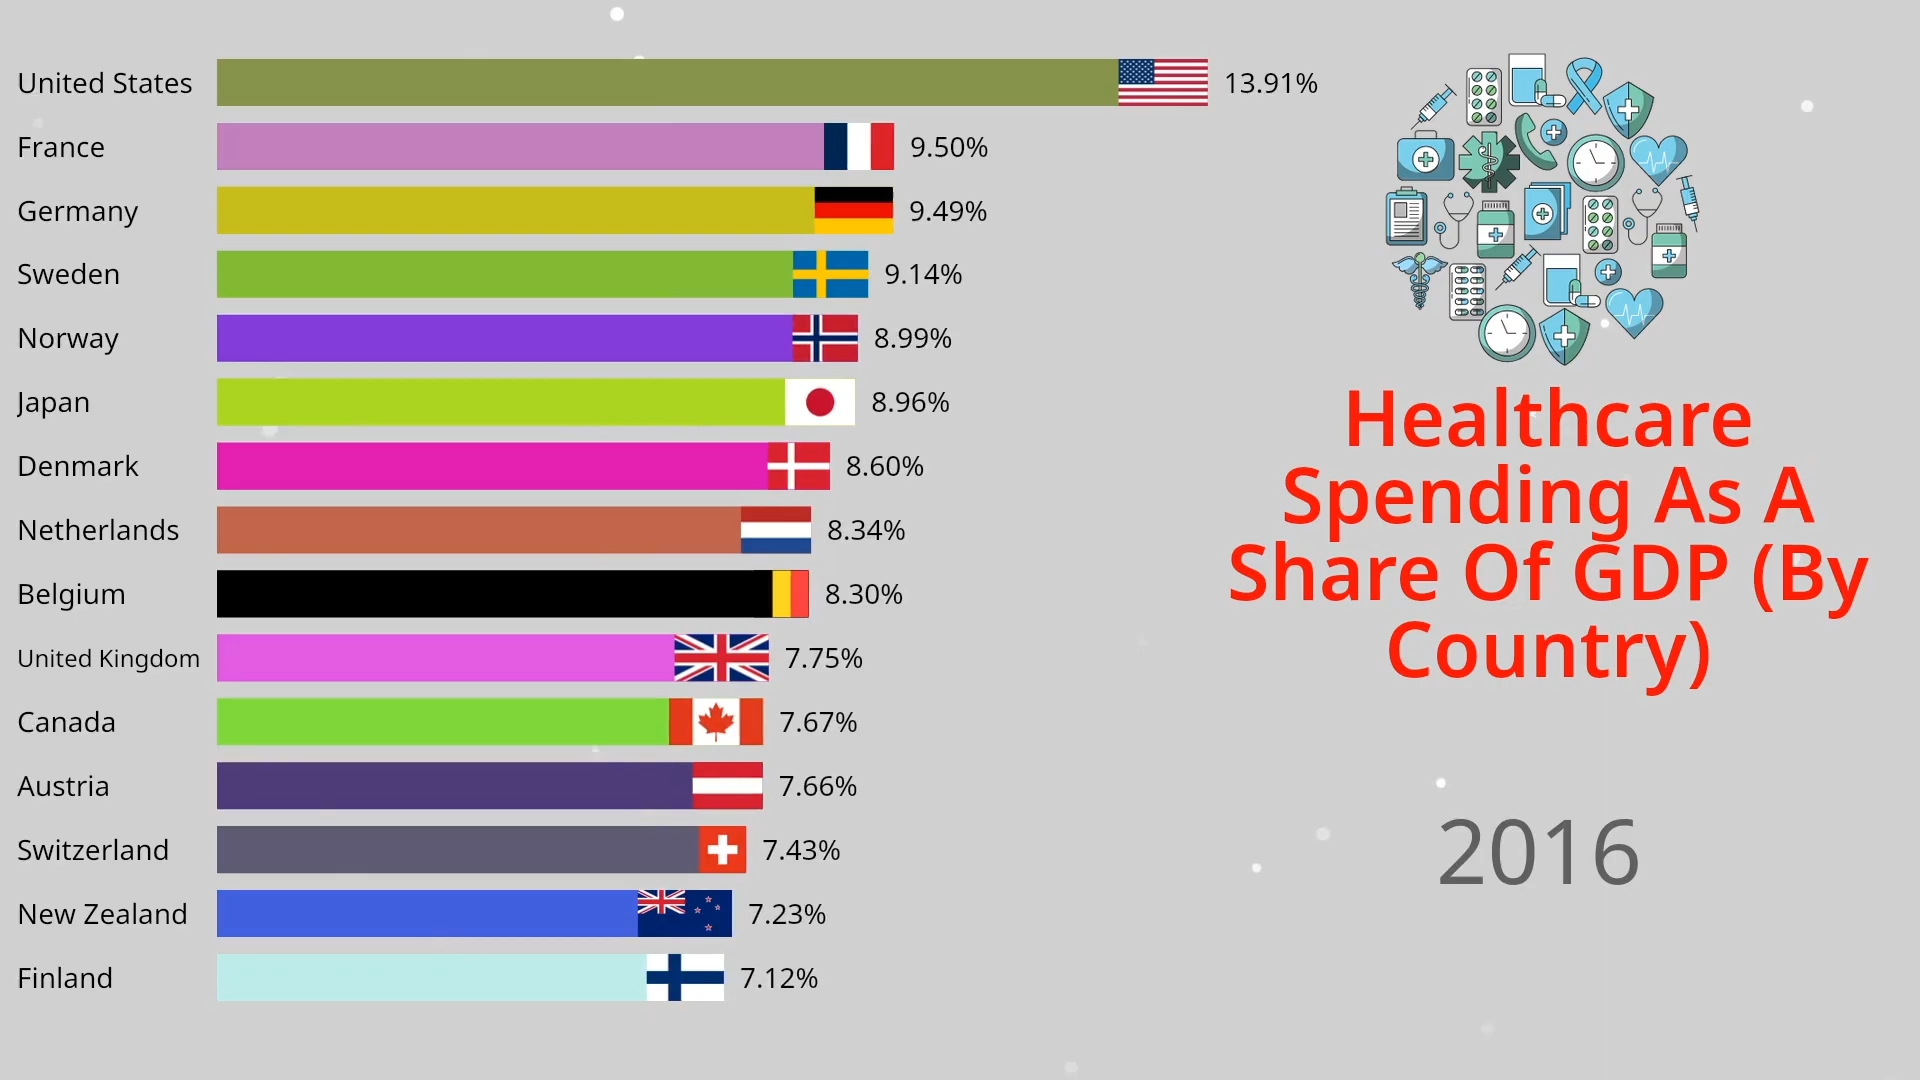 United States 13.91%
France 9.50%
Germany 9.49%
Sweden 9.14%
Norway 8.99%
Japan 8.96%
Denmark 8.60%
Netherlands 8.34%
Belgium 8.30%
United Kingdom 7.75%
Canada 7.67%
Austria 7.66%
Switzerland 7.43%
New Zealand 7.23%
Finland 7.12%
Healthcare
Spending As A
Share Of GDP (By
Country)
2016